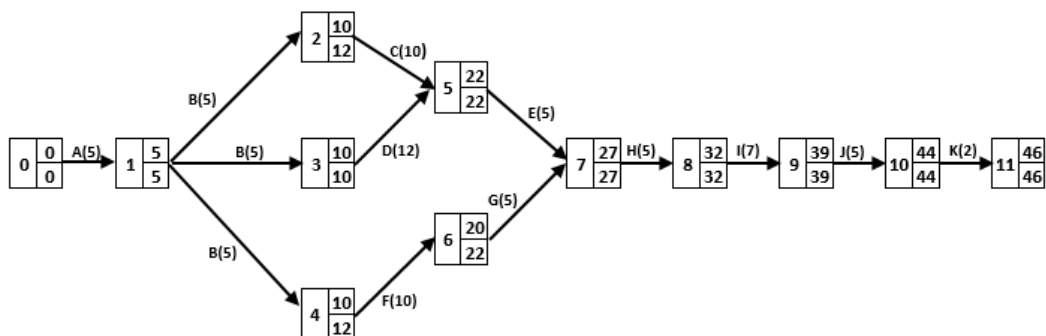 2 10
12
C(10)
5 22
22
B(5)
E(5)
0 0
0
A(5)
1 5
5
B(5)
3 10
10
D(12)
7 27
27
H(5)
8 32
32
I(7)
9 39
39
J(5)
10 44
44
K(2)
11 46
46
G(5)
6 20
22
B(5)
F(10)
4 10
12